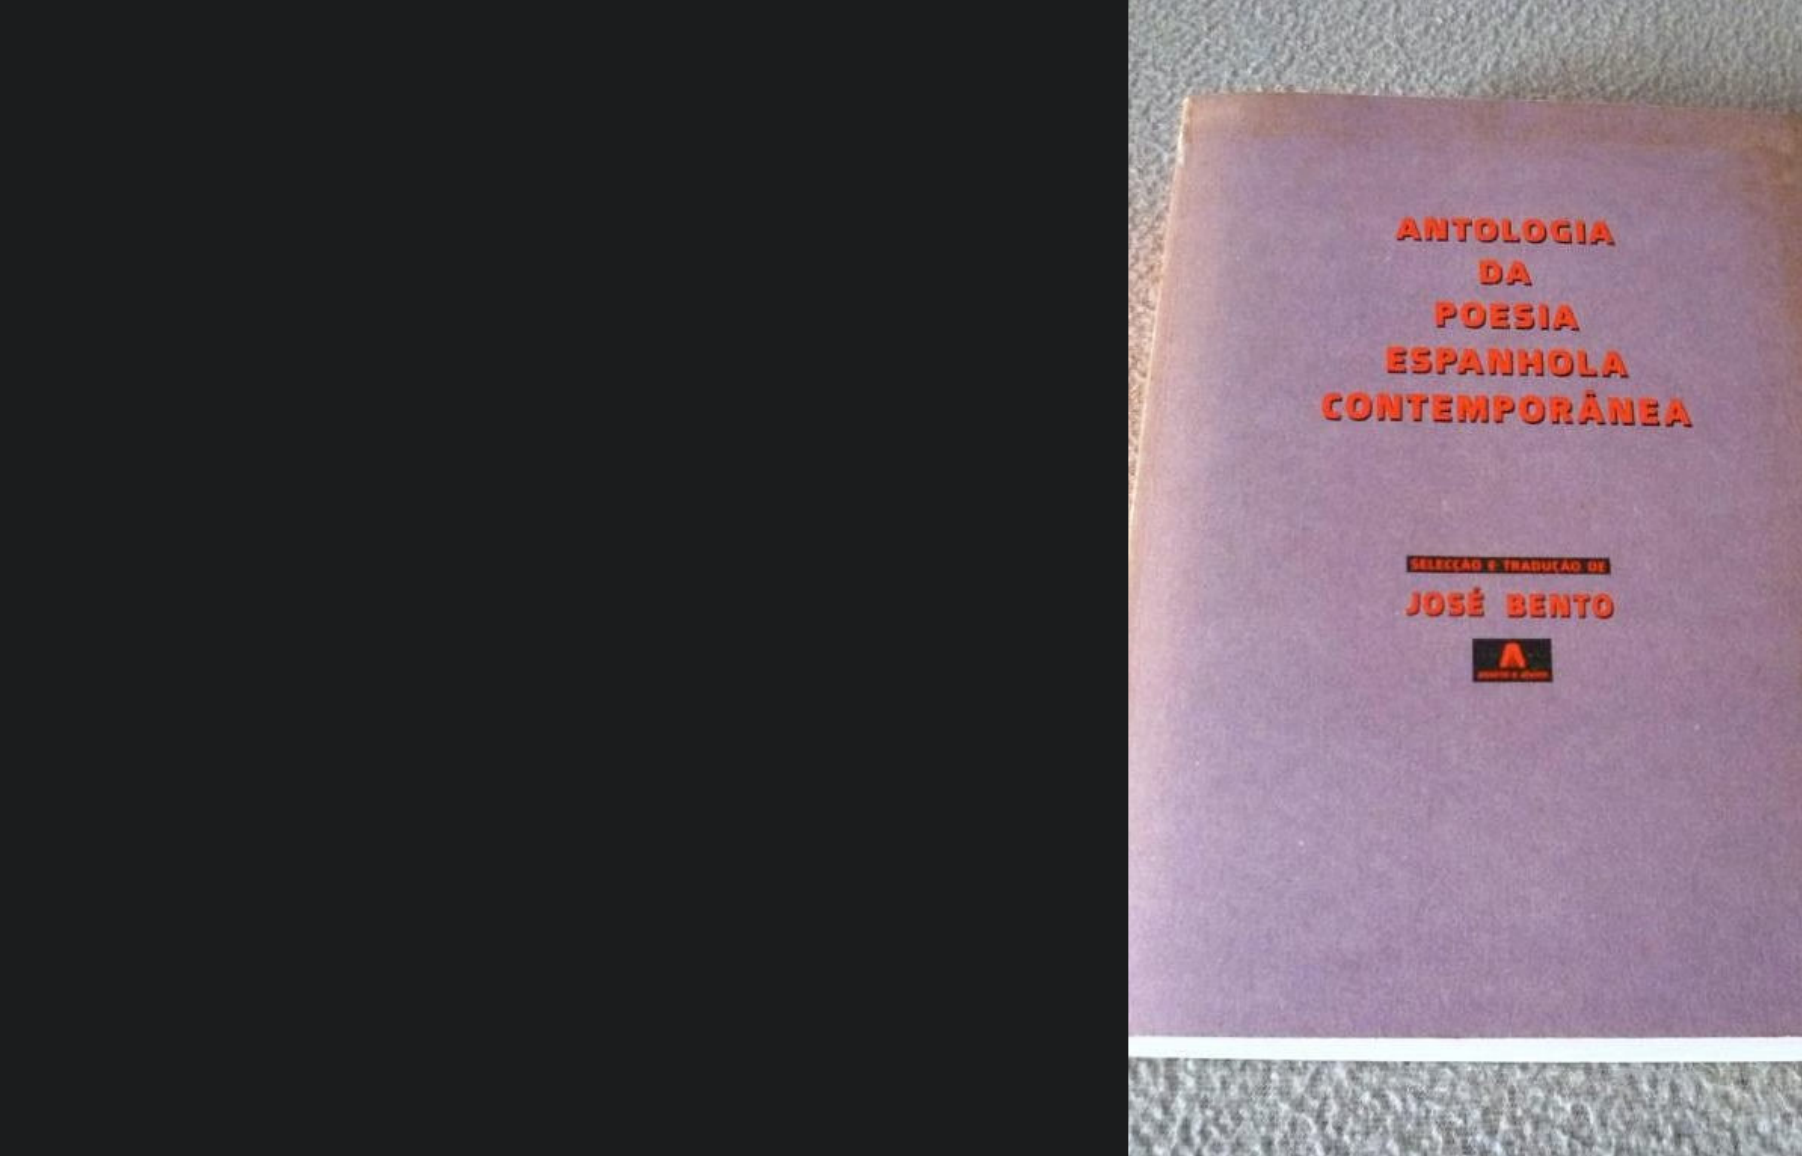 ANTOLOGIA
DA
POESIA
ESPANHOLA
CONTEMPORÂNEA
SELECÇÃO E TRADUÇÃO DE
JOSÉ BENTO